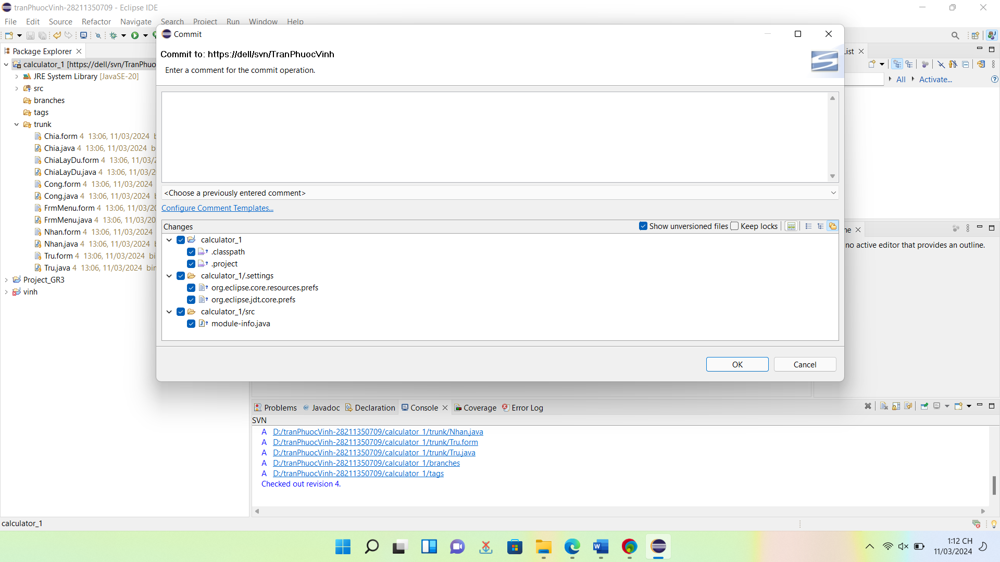 tranPhuocVinh-28211350709 - Eclipse IDE
File Edit Source Refactor Navigate Search Project Run Window Help
Package Explorer
calculator_1 [https://dell/svn/TranPhuo
JRE System Library [JavaSE-20]
src
branches
tags
trunk
Chia.form 4 13:06, 11/03/2024 b
Chia.java 4 13:06, 11/03/2024 b
ChiaLayDu.form 4 13:06, 11/03/2
ChiaLayDu.java 4 13:06, 11/03/2
Cong.form 4 13:06, 11/03/2024
Cong.java 4 13:06, 11/03/2024 b
FrmMenu.form 4 13:06, 11/03/20
FrmMenu.java 4 13:06, 11/03/20
Nhan.form 4 13:06, 11/03/2024
Nhan.java 4 13:06, 11/03/2024 b
Tru.form 4 13:06, 11/03/2024 bi
Tru.java 4 13:06, 11/03/2024 bin
Project_GR3
vinh
Commit
Commit to: https://dell/svn/TranPhuocVinh
Enter a comment for the commit operation.
<Choose a previously entered comment>
Configure Comment Templates...
Changes
Show unversioned files Keep locks
calculator_1
.classpath
.project
calculator_1/.settings
org.eclipse.core.resources.prefs
org.eclipse.jdt.core.prefs
calculator_1/src
module-info.java
OK Cancel
ist
All Activate...
ne
no active editor that provides an outline.
Problems Javadoc Declaration Console Coverage Error Log
SVN
A D:/tranPhuocVinh-28211350709/calculator_1/trunk/Nhan.java
A D:/tranPhuocVinh-28211350709/calculator_1/trunk/Tru.form
A D:/tranPhuocVinh-28211350709/calculator_1/trunk/Tru.java
A D:/tranPhuocVinh-28211350709/calculator_1/branches
A D:/tranPhuocVinh-28211350709/calculator_1/tags
Checked out revision 4.
calculator_1
1:12 CH
11/03/2024